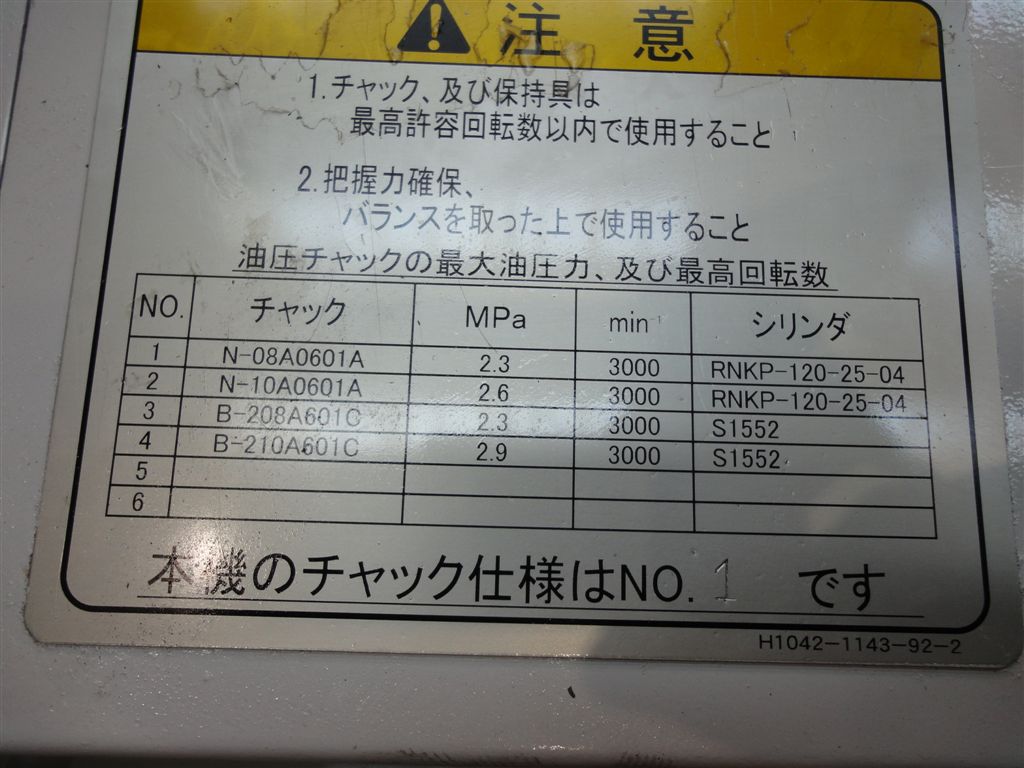 注 意
1.チャック、及び保持具は
最高許容回転数以内で使用すること
2.把握力確保、
バランスを取った上で使用すること
油圧チャックの最大油圧力、及び最高回転数
NO. チャック MPa min シリンダ
1 N-08A0601A 2.3 3000 RNKP-120-25-04
2 N-10A0601A 2.6 3000 RNKP-120-25-04
3 B-208A601C 2.3 3000 S1552
4 B-210A601C 2.9 3000 S1552
5
6
本機のチャック仕様はNO. 1 です
H1042-1143-92-2